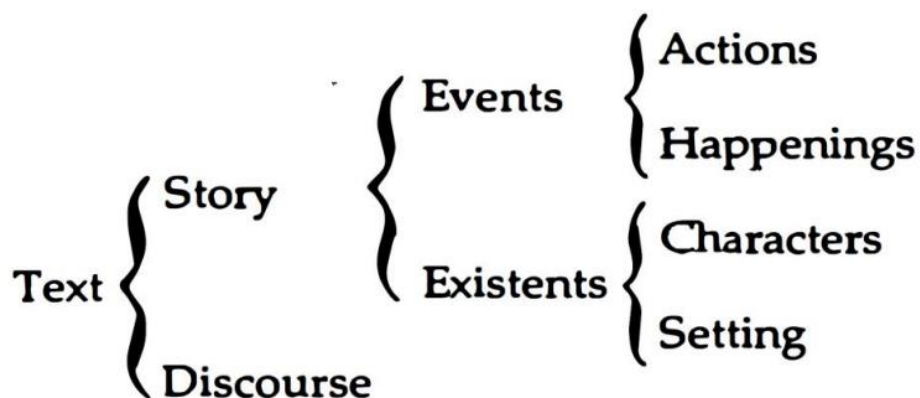 Actions
Events
Happenings
Story
Characters
Text
Existents
Setting
Discourse